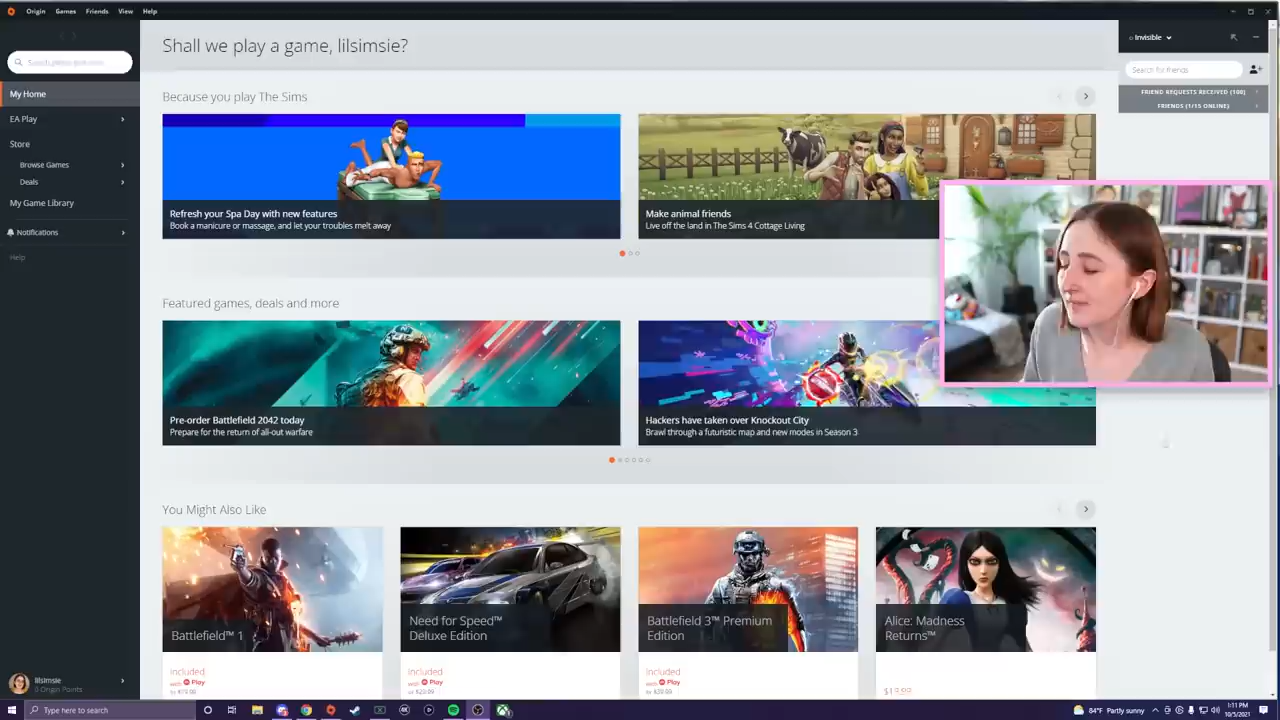 Origin Games Friends View Help
My Home
EA Play
Store
Browse Games
Deals
My Game Library
Notifications
Help
lilsimsie
0 Origin Points
Shall we play a game, lilsimsie?
Because you play The Sims
Refresh your Spa Day with new features
Book a manicure or massage, and let your troubles melt away
Make animal friends
Live off the land in The Sims 4 Cottage Living
Featured games, deals and more
Pre-order Battlefield 2042 today
Prepare for the return of all-out warfare
Hackers have taken over Knockout City
Brawl through a futuristic map and new modes in Season 3
You Might Also Like
Battlefield™ 1
included
with Play
Need for Speed™
Deluxe Edition
included
with Play
Battlefield 3™ Premium
Edition
included
with Play
Alice: Madness
Returns™
Invisible
Search for friends
FRIEND REQUESTS RECEIVED (100)
FRIENDS (1/15 ONLINE)
Type here to search
84°F Partly sunny
1:11 PM
10/5/2021